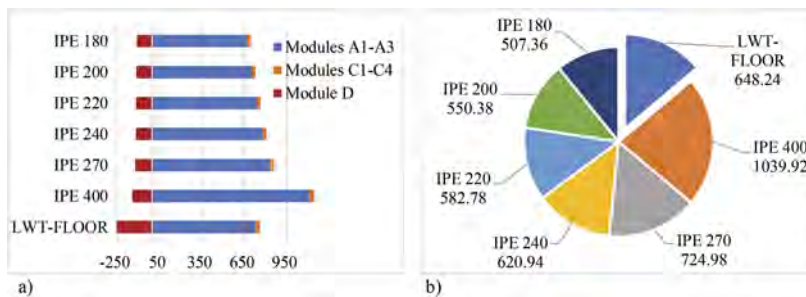 IPE 180
IPE 200
IPE 220
IPE 240
IPE 270
IPE 400
LWT-FLOOR
-250 50 350 650 950
Modules A1-A3
Modules C1-C4
Module D
a)
IPE 180
507.36
LWT-
FLOOR
648.24
IPE 200
550.38
IPE 400
1039.92
IPE 220
582.78
IPE 240
620.94
IPE 270
724.98
b)